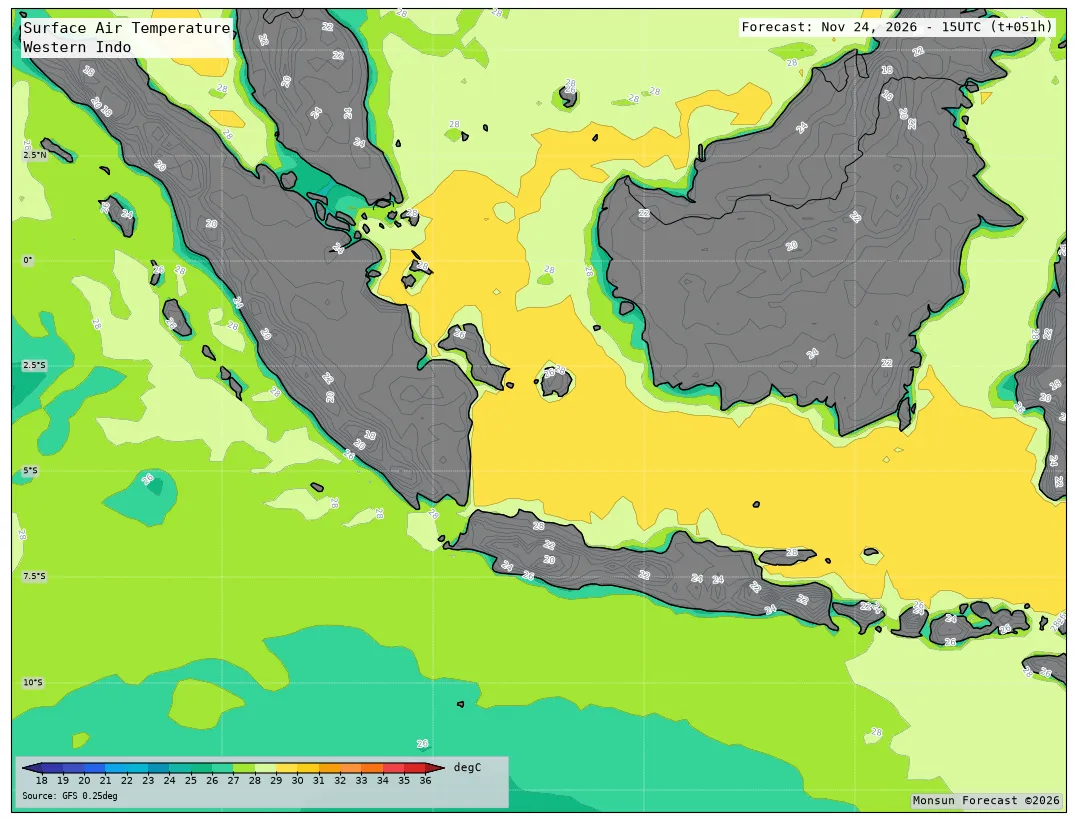 Surface Air Temperature
Western Indo
Forecast: Nov 24, 2026 - 15UTC (t+051h)
2.5°N
0°
2.5°S
5°S
7.5°S
10°S
18 19 20 21 22 23 24 25 26 27 28 29 30 31 32 33 34 35 36 degC
Source: GFS 0.25deg
Monsun Forecast ©2026